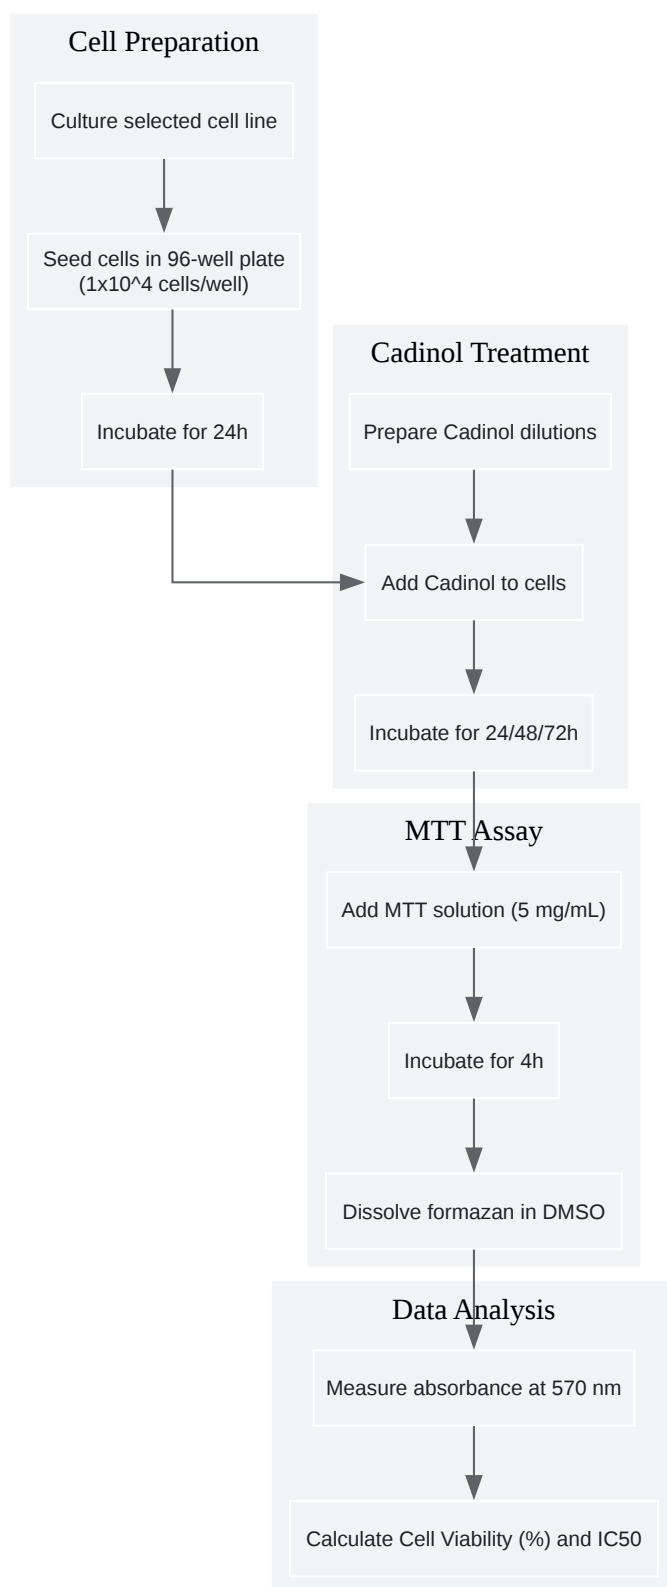 Cell Preparation
Culture selected cell line
Seed cells in 96-well plate
(1x10^4 cells/well)
Incubate for 24h
Cadinol Treatment
Prepare Cadinol dilutions
Add Cadinol to cells
Incubate for 24/48/72h
MTT Assay
Add MTT solution (5 mg/mL)
Incubate for 4h
Dissolve formazan in DMSO
Data Analysis
Measure absorbance at 570 nm
Calculate Cell Viability (%) and IC50